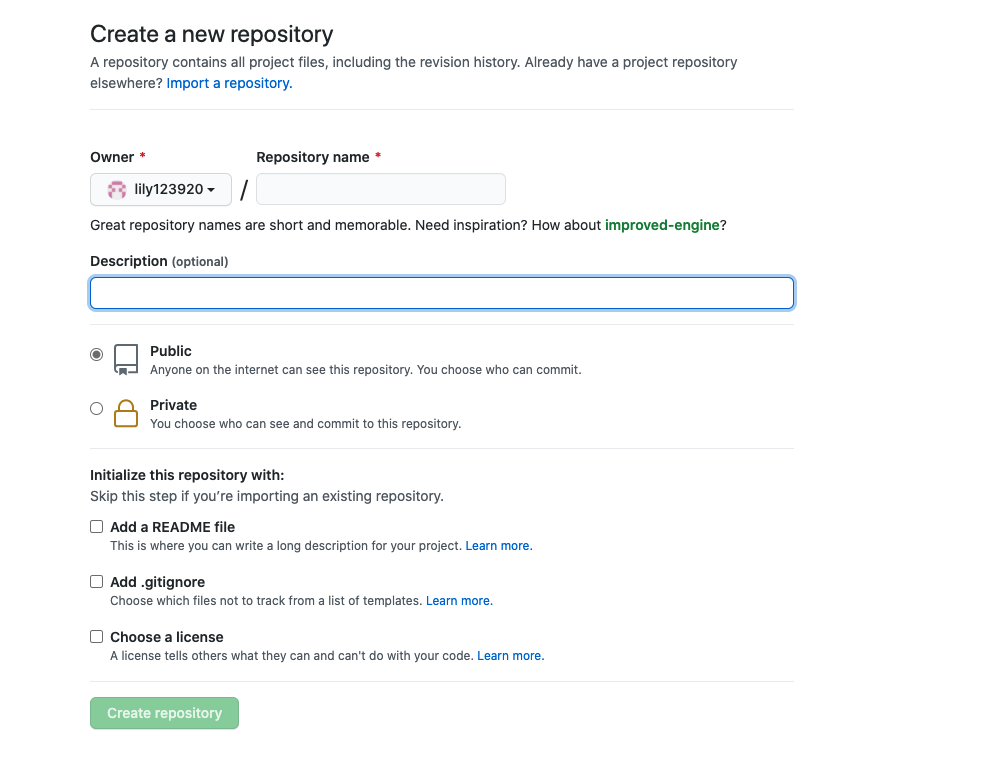 Create a new repository
A repository contains all project files, including the revision history. Already have a project repository
elsewhere? Import a repository.
Owner * Repository name *
lily123920 /
Great repository names are short and memorable. Need inspiration? How about improved-engine?
Description (optional)
Public
Anyone on the internet can see this repository. You choose who can commit.
Private
You choose who can see and commit to this repository.
Initialize this repository with:
Skip this step if you’re importing an existing repository.
Add a README file
This is where you can write a long description for your project. Learn more.
Add .gitignore
Choose which files not to track from a list of templates. Learn more.
Choose a license
A license tells others what they can and can't do with your code. Learn more.
Create repository